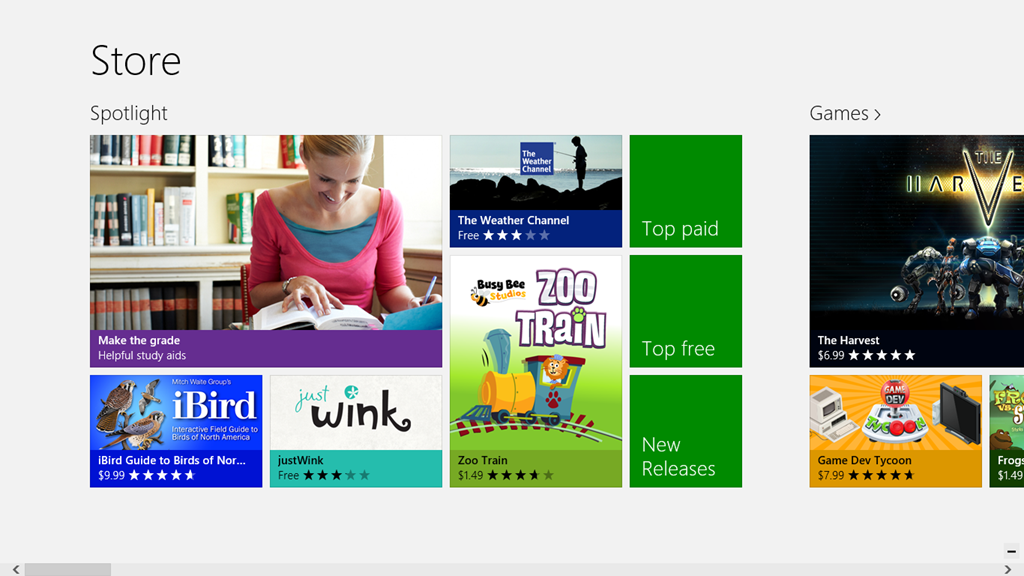 Store
Spotlight
Make the grade
Helpful study aids
Mitch Waite Group's
iBird
Interactive Field Guide to
Birds of North America
iBird Guide to Birds of Nor...
$9.99
just
wink
justWink
Free
The
Weather
Channel
The Weather Channel
Free
Busy Bee
Studios
ZOO
TRAIN
Zoo Train
$1.49
Top paid
Top free
New
Releases
Games >
THE
The Harvest
$6.99
GAME
DEV
TYCOON
Game Dev Tycoon
$7.99
vs.
Frogs
$1.49